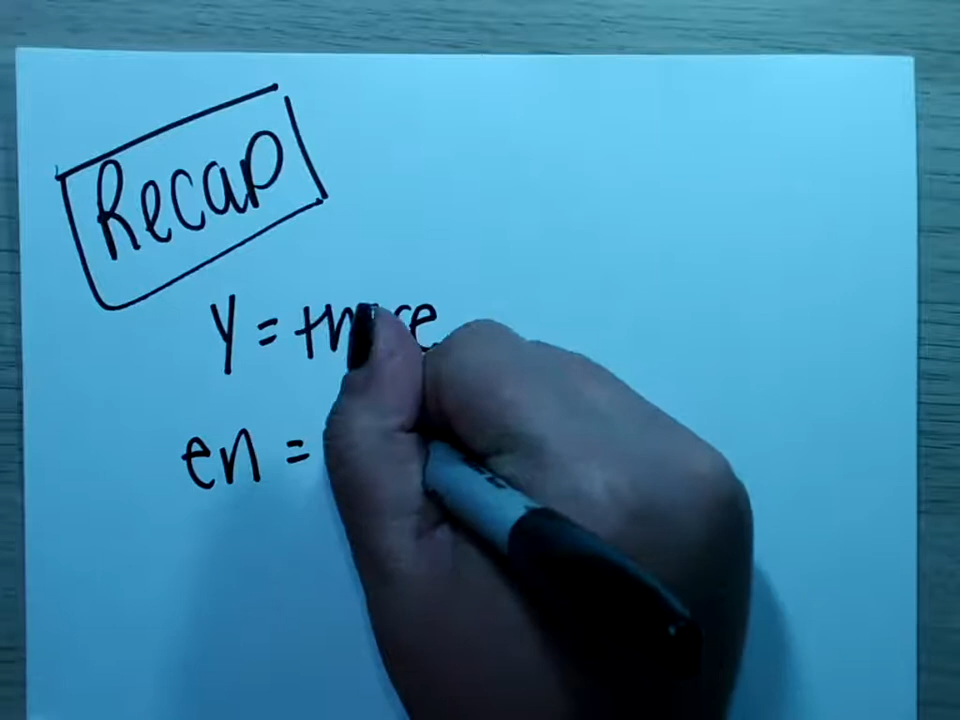 Recap
y =
en =